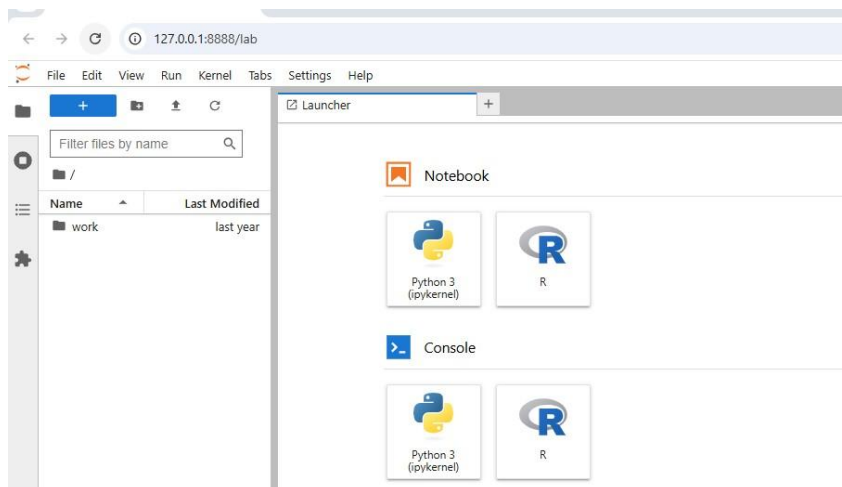 127.0.0.1:8888/lab
File Edit View Run Kernel Tabs Settings Help
Launcher
Filter files by name
/
Name Last Modified
work last year
Notebook
Python 3
(ipykernel)
R
Console
Python 3
(ipykernel)
R